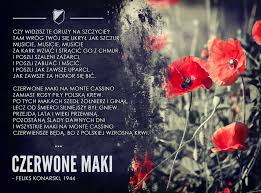 CZY WIDZISZ TE GRUZY NA SZCZYCIE?
TAM WRÓG TWÓJ SIĘ UKRYŁ JAK SZCZUR.
MUSICIE, MUSICIE, MUSICIE
ZA KARK WZIĄĆ I STRĄCIĆ GO Z CHMUR.
I POSZLI SZALENI ZAŻARCI,
I POSZLI ZABIJAĆ I MŚCIĆ,
I POSZLI JAK ZAWSZE UPARCI,
JAK ZAWSZE ZA HONOR SIĘ BIĆ.
CZERWONE MAKI NA MONTE CASSINO
ZAMIAST ROSY PIŁY POLSKĄ KREW.
PO TYCH MAKACH SZEDŁ ŻOŁNIERZ I GINĄŁ,
LECZ OD ŚMIERCI SILNIEJSZY BYŁ GNIEW.
PRZEJDĄ LATA I WIEKI PRZEMINĄ,
POZOSTANĄ ŚLADY DAWNYCH DNI
I WSZYSTKIE MAKI NA MONTE CASSINO
CZERWIEŃSZE BĘDĄ, BO Z POLSKIEJ WZROSNĄ KRWI.
CZERWONE MAKI
- FELIKS KONARSKI, 1944